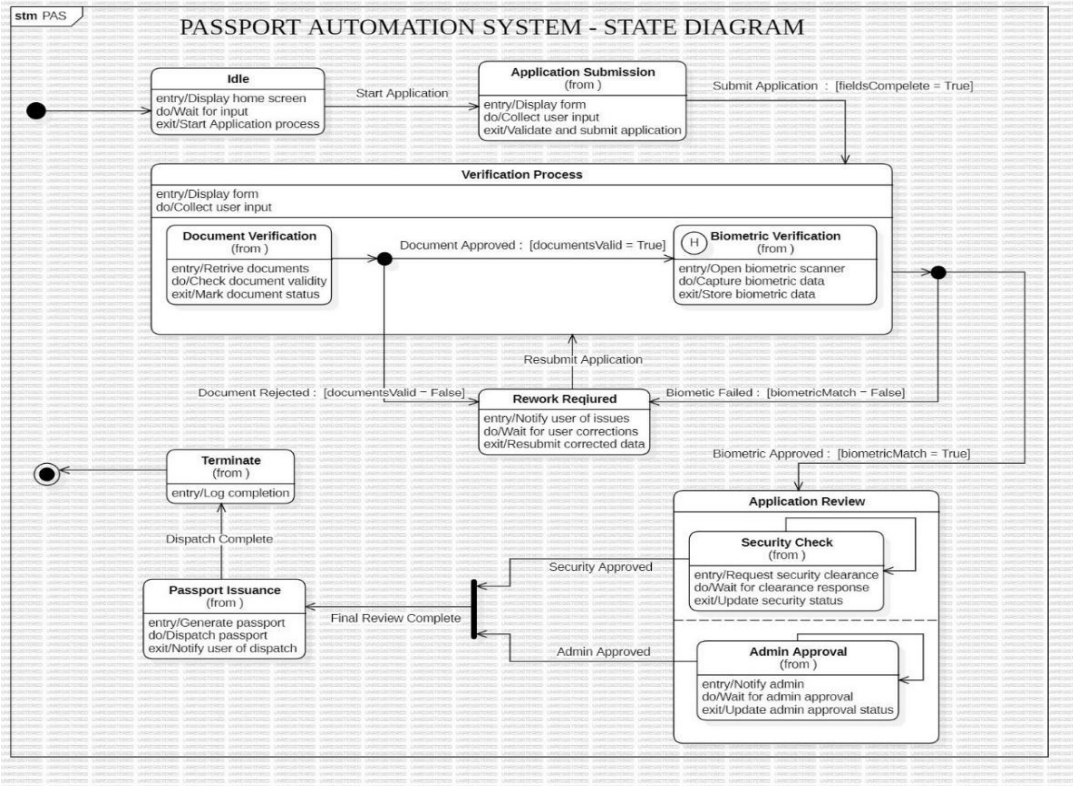 stm PAS
PASSPORT AUTOMATION SYSTEM - STATE DIAGRAM
Idle
entry/Display home screen
do/Wait for input
exit/Start Application process
Start Application
Application Submission
(from )
entry/Display form
do/Collect user input
exit/Validate and submit application
Submit Application : [fieldsCompelete = True]
Verification Process
entry/Display form
do/Collect user input
Document Verification
(from )
entry/Retrive documents
do/Check document validity
exit/Mark document status
Document Approved : [documentsValid = True]
H
Biometric Verification
(from )
entry/Open biometric scanner
do/Capture biometric data
exit/Store biometric data
Resubmit Application
Document Rejected : [documentsValid = False]
Rework Reqiured
entry/Notify user of issues
do/Wait for user corrections
exit/Resubmit corrected data
Biometic Failed : [biometricMatch = False]
Biometric Approved : [biometricMatch = True]
Terminate
(from )
entry/Log completion
Dispatch Complete
Passport Issuance
(from )
entry/Generate passport
do/Dispatch passport
exit/Notify user of dispatch
Final Review Complete
Security Approved
Admin Approved
Application Review
Security Check
(from )
entry/Request security clearance
do/Wait for clearance response
exit/Update security status
Admin Approval
(from )
entry/Notify admin
do/Wait for admin approval
exit/Update admin approval status